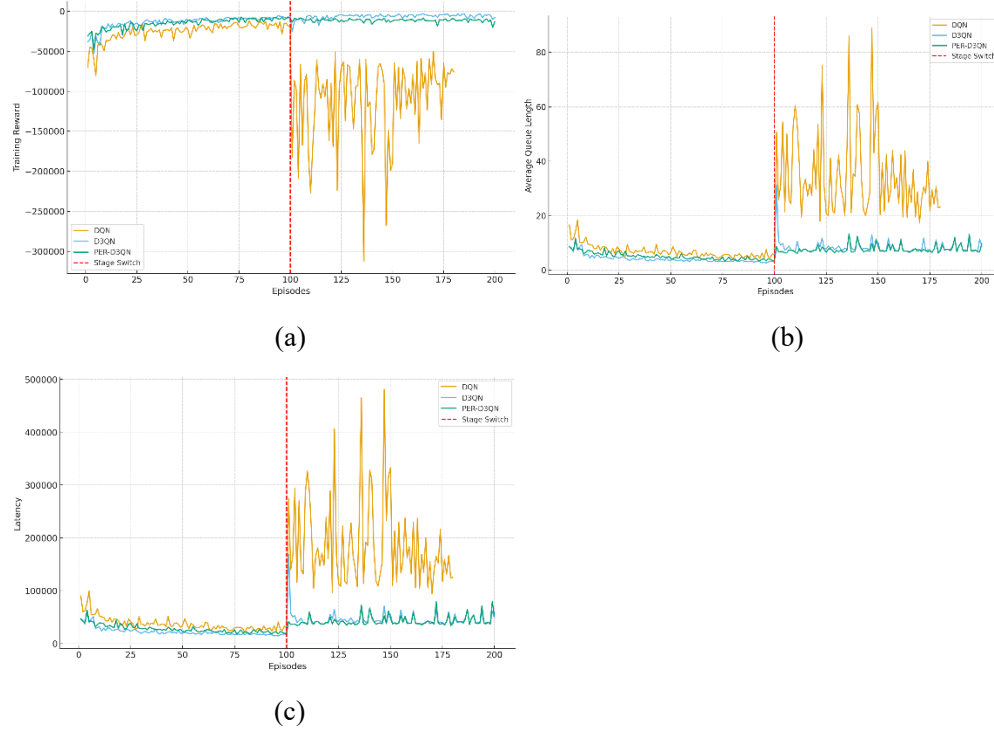 0
−50000
−100000
−150000
−200000
−250000
−300000
Training Reward
DQN
D3QN
PER-D3QN
Stage Switch
0 25 50 75 100 125 150 175 200
Episodes
(a)
80
60
40
20
0
Average Queue Length
DQN
D3QN
PER-D3QN
Stage Switch
0 25 50 75 100 125 150 175 200
Episodes
(b)
500000
400000
300000
200000
100000
0
Latency
DQN
D3QN
PER-D3QN
Stage Switch
0 25 50 75 100 125 150 175 200
Episodes
(c)